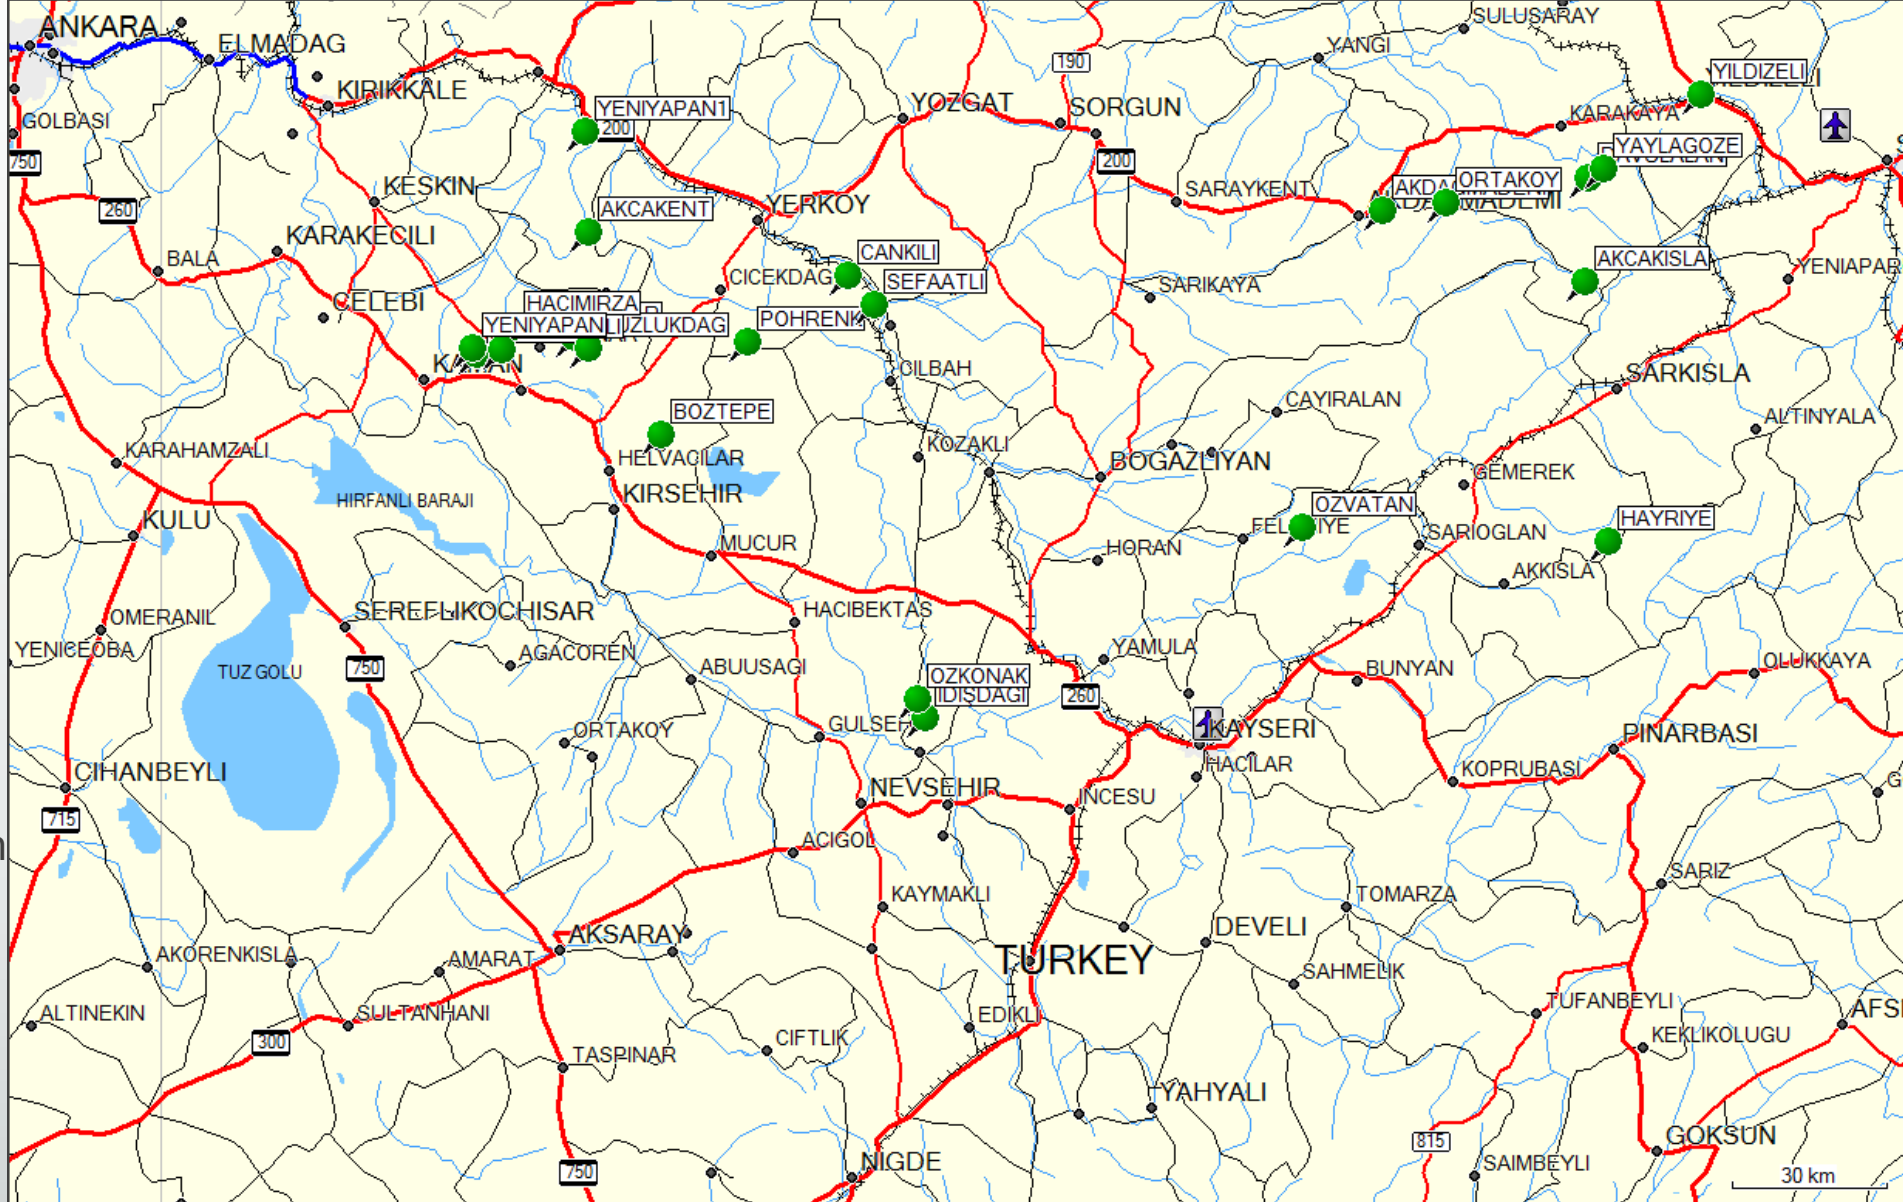 ANKARA
ELMADAG
SULUSARAY
YANGI
190
YILDIZELI
KIRIKKALE
YENIYAPAN1
200
YOZGAT
SORGUN
KARAKAYA
GOLBASI
750
200
YAYLAGOZE
KESKIN
SARAYKENT
ORTAKOY
260
AKCAKENT
YERKOY
KARAKECILI
BALA
CANKILI
AKCAKISLA
YENIAPAR
CICEKDAG
SEFAATLI
SARIKAYA
CELEBI
HACIMIRZA
YENIYAPAN
UZLUKDAG
POHRENK
KAMAN
CILBAH
SARKISLA
CAYIRALAN
BOZTEPE
ALTINYALA
KARAHAMZALI
HELVACILAR
KOZAKLI
BOGAZLIYAN
GEMEREK
HIRFANLI BARAJI
KIRSEHIR
OZVATAN
KULU
HAYRIYE
MUCUR
HORAN
SARIOGLAN
AKKISLA
OMERANIL
SEREFLIKOCHISAR
HACIBEKTAS
YENICEOBA
AGACOREN
YAMULA
TUZ GOLU
750
ABUUSAGI
OZKONAK
IDISDAGI
260
BUNYAN
OLUKKAYA
ORTAKOY
GULSEH
KAYSERI
PINARBASI
CIHANBEYLI
HACILAR
KOPRUBASI
G
715
NEVSEHIR
INCESU
ACIGOL
SARIZ
KAYMAKLI
TOMARZA
AKSARAY
DEVELI
AKORENKISLA
AMARAT
TURKEY
SAHMELIK
ALTINEKIN
SULTANHANI
EDIKLI
TUFANBEYLI
AFS
300
CIFTLIK
KEKLIKOLUGU
TASPINAR
YAHYALI
815
GOKSUN
NIGDE
750
SAIMBEYLI
30 km